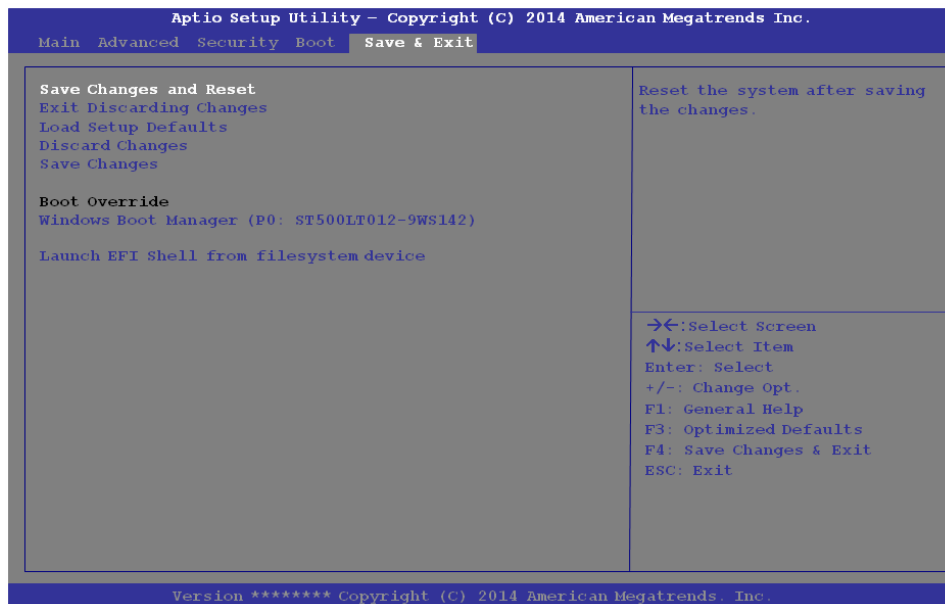 Aptio Setup Utility – Copyright (C) 2014 American Megatrends Inc.
Main Advanced Security Boot Save & Exit
Save Changes and Reset
Exit Discarding Changes
Load Setup Defaults
Discard Changes
Save Changes
Boot Override
Windows Boot Manager (P0: ST500LT012-9WS142)
Launch EFI Shell from filesystem device
Reset the system after saving
the changes.
→←:Select Screen
↑↓:Select Item
Enter: Select
+/-: Change Opt.
F1: General Help
F3: Optimized Defaults
F4: Save Changes & Exit
ESC: Exit
Version ******** Copyright (C) 2014 American Megatrends. Inc.